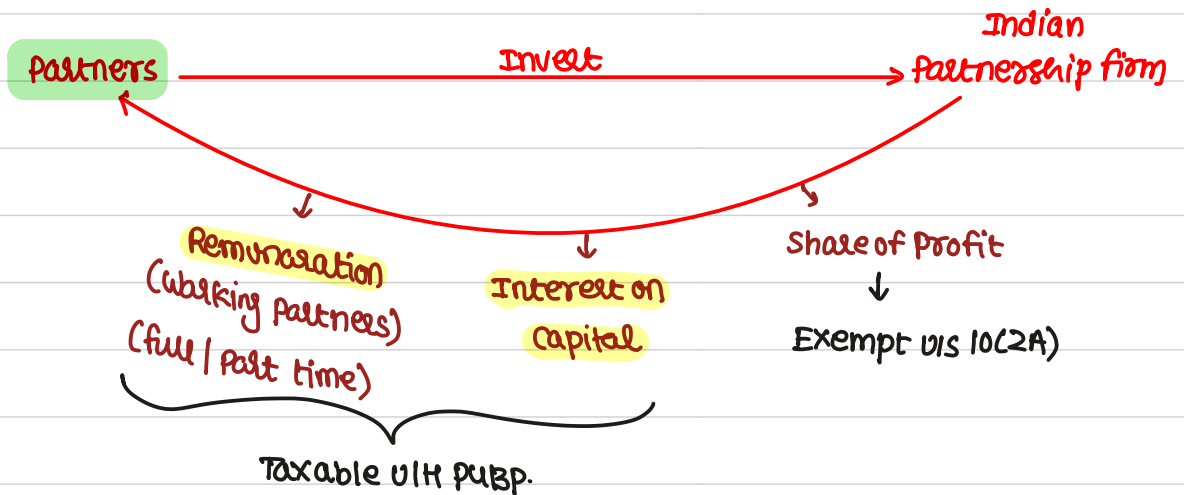 Partners
Invest
Indian
Partnership firm
Remuneration
(Working Partners)
(full | Part time)
Interest on
Capital
Share of Profit
Exempt u/s 10(2A)
Taxable U/H PUBP.